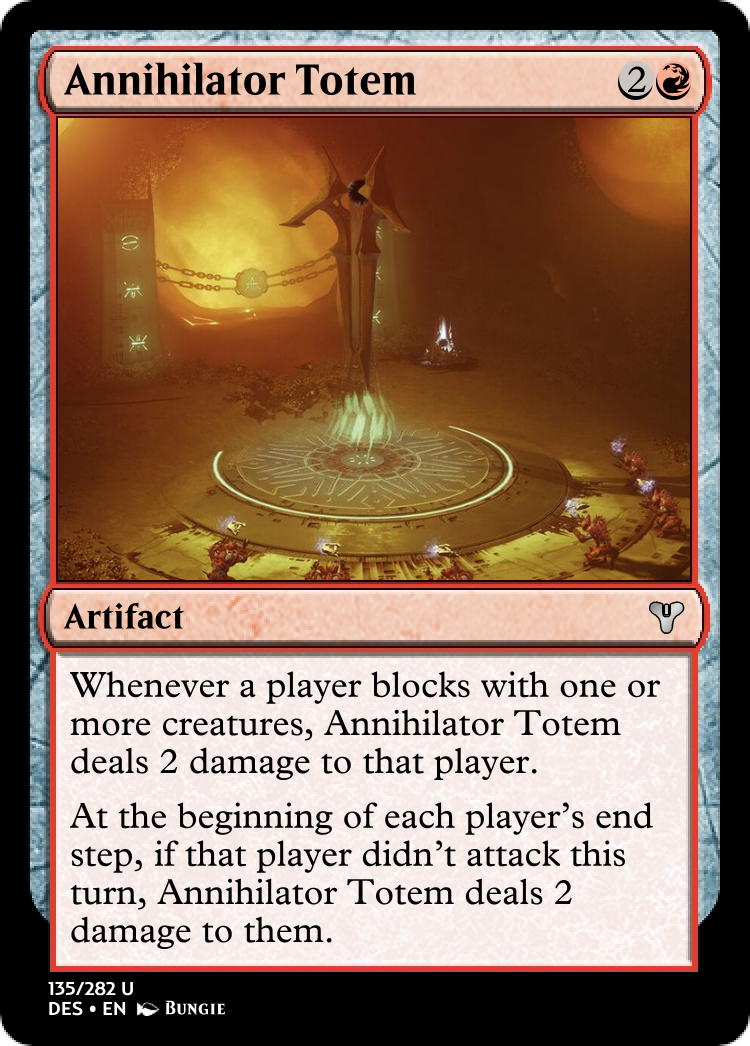 Annihilator Totem 2
Artifact
Whenever a player blocks with one or
more creatures, Annihilator Totem
deals 2 damage to that player.
At the beginning of each player's end
step, if that player didn't attack this
turn, Annihilator Totem deals 2
damage to them.
135/282 U
DES • EN Bungie